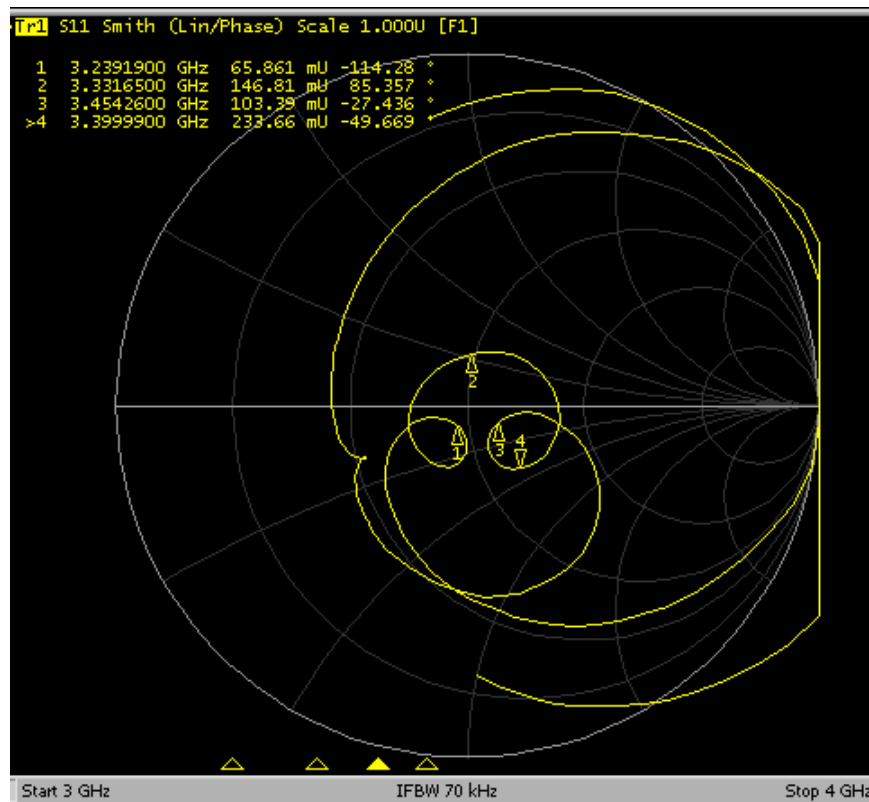 Tr1 S11 Smith (Lin/Phase) Scale 1.000U [F1]
1 3.2391900 GHz 65.861 mU -114.28 °
2 3.3316500 GHz 146.81 mU 85.357 °
3 3.4542600 GHz 103.39 mU -27.436 °
>4 3.3999900 GHz 233.66 mU -49.669 °
2
4
1
3
Start 3 GHz IFBW 70 kHz Stop 4 GHz